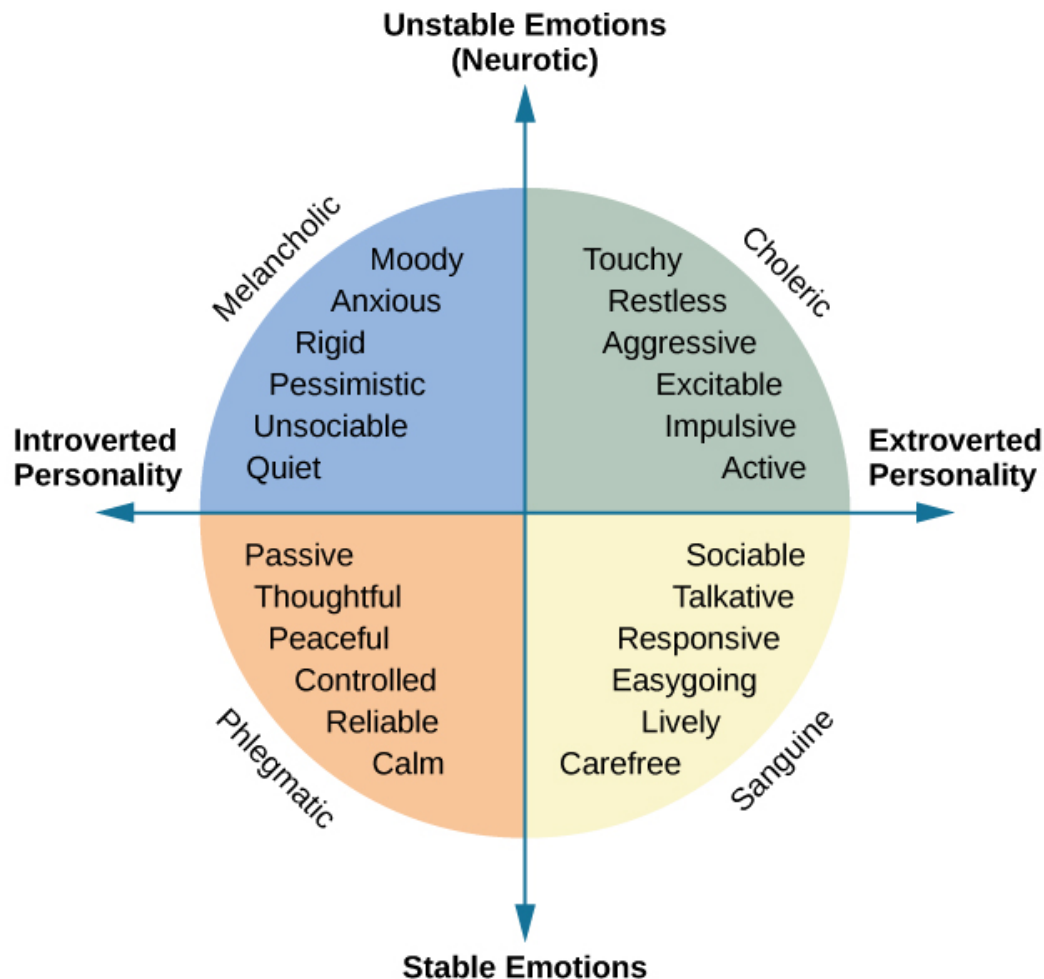 Unstable Emotions
(Neurotic)
Melancholic
Moody
Anxious
Rigid
Pessimistic
Unsociable
Quiet
Choleric
Touchy
Restless
Aggressive
Excitable
Impulsive
Active
Introverted
Personality
Extroverted
Personality
Passive
Thoughtful
Peaceful
Controlled
Reliable
Calm
Phlegmatic
Sociable
Talkative
Responsive
Easygoing
Lively
Carefree
Sanguine
Stable Emotions